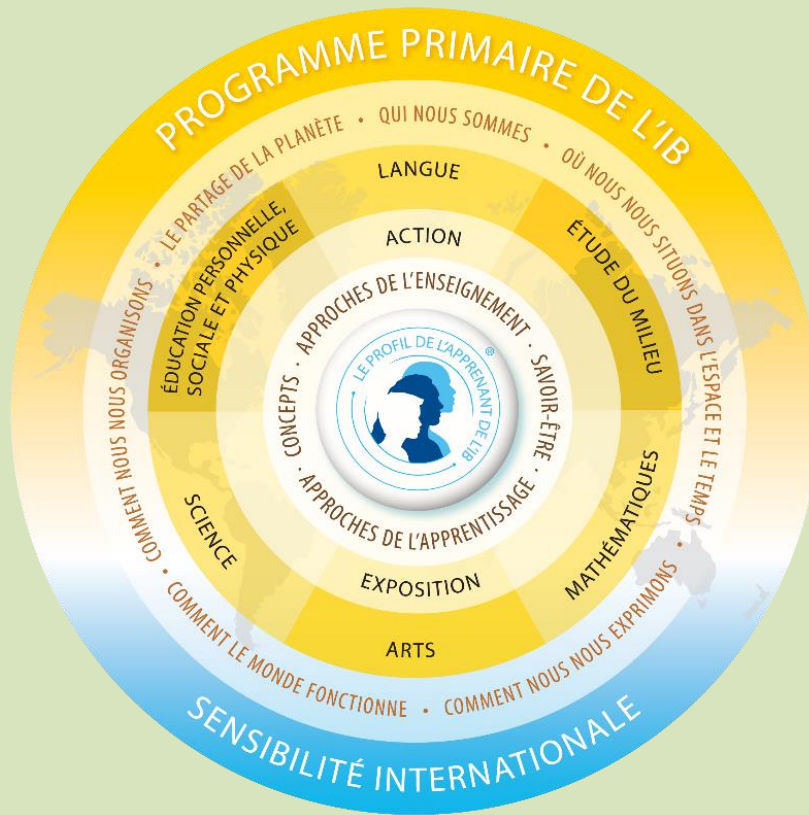 PROGRAMME PRIMAIRE DE L'IB
LE PARTAGE DE LA PLANÈTE • QUI NOUS SOMMES • OÙ NOUS NOUS SITUONS DANS L'ESPACE ET LE TEMPS • COMMENT NOUS NOUS EXPRIMONS • COMMENT LE MONDE FONCTIONNE • COMMENT NOUS NOUS ORGANISONS •
LANGUE
ÉTUDE DU MILIEU
MATHÉMATIQUES
ARTS
SCIENCE
ÉDUCATION PERSONNELLE,
SOCIALE ET PHYSIQUE
ACTION
EXPOSITION
APPROCHES DE L'ENSEIGNEMENT · SAVOIR-ÊTRE · APPROCHES DE L'APPRENTISSAGE · CONCEPTS ·
LE PROFIL DE L'APPRENANT DE L'IB
®
SENSIBILITÉ INTERNATIONALE